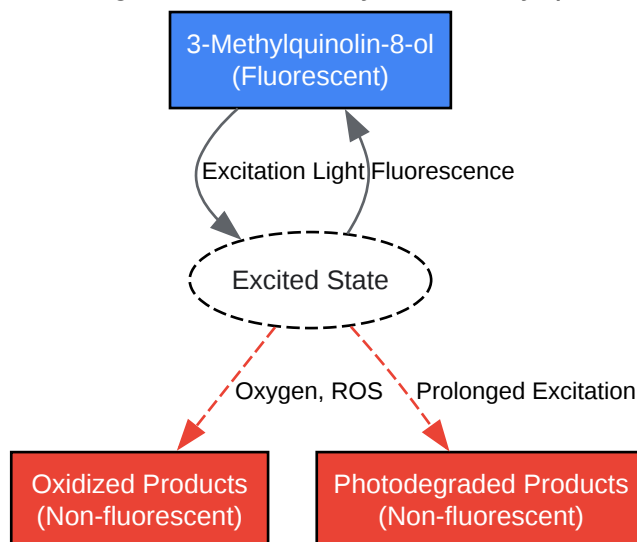 3-Methylquinolin-8-ol
(Fluorescent)
Excitation Light
Fluorescence
Excited State
Oxygen, ROS
Prolonged Excitation
Oxidized Products
(Non-fluorescent)
Photodegraded Products
(Non-fluorescent)